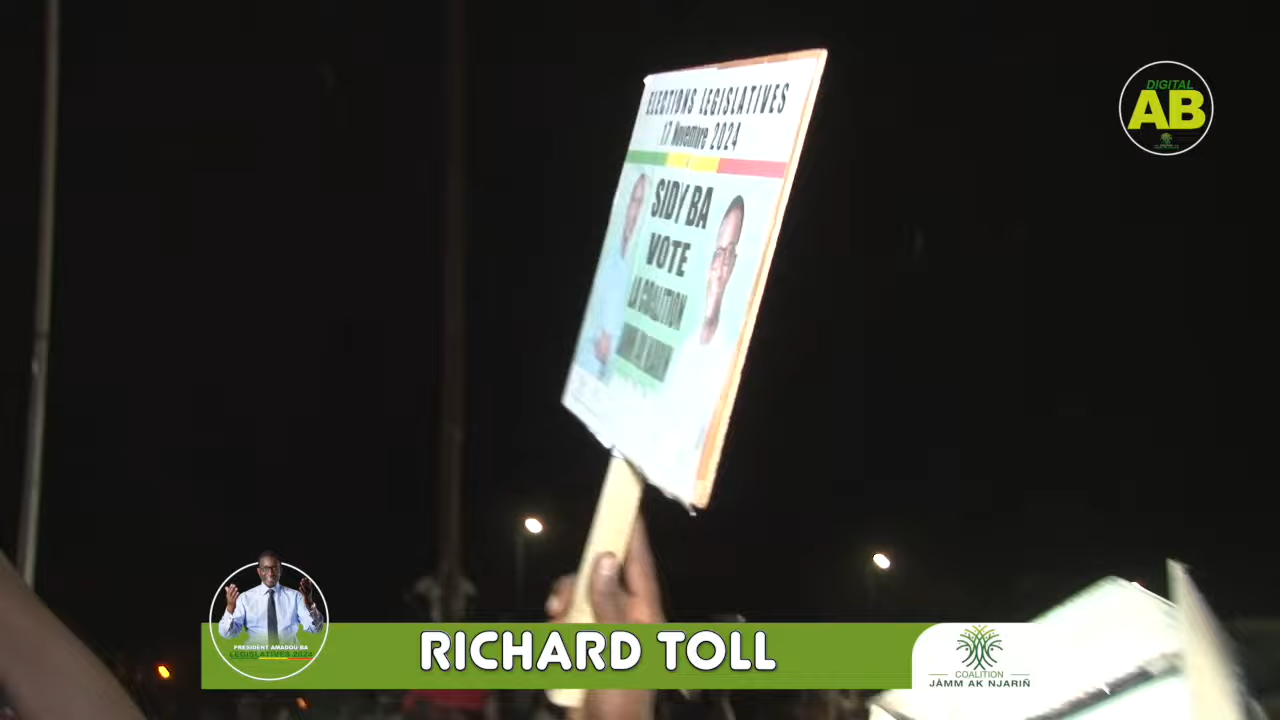 ELECTIONS LEGISLATIVES
17 Novembre 2024
SIDY BA
VOTE
LA COALITION
DIGITAL
AB
PRESIDENT AMADOU BA
LEGISLATIVES 2024
RICHARD TOLL
COALITION
JÀMM AK NJARIÑ